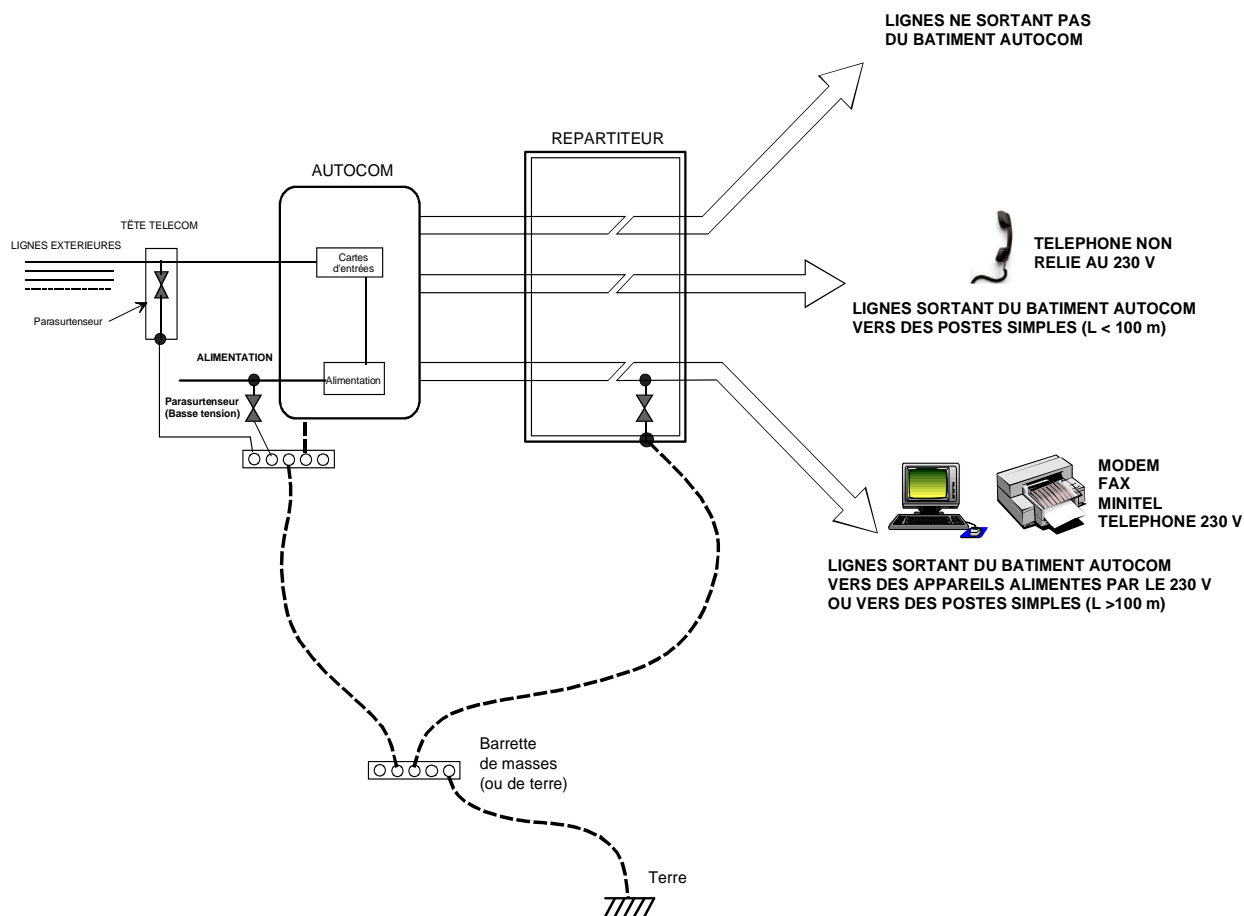 LIGNES NE SORTANT PAS
DU BATIMENT AUTOCOM
REPARTITEUR
AUTOCOM
TËTE TELECOM
LIGNES EXTERIEURES
Cartes
d'entrées
TELEPHONE NON
RELIE AU 230 V
LIGNES SORTANT DU BATIMENT AUTOCOM
VERS DES POSTES SIMPLES (L < 100 m)
Parasurtenseur
ALIMENTATION
Alimentation
Parasurtenseur
(Basse tension)
MODEM
FAX
MINITEL
TELEPHONE 230 V
LIGNES SORTANT DU BATIMENT AUTOCOM
VERS DES APPAREILS ALIMENTES PAR LE 230 V
OU VERS DES POSTES SIMPLES (L >100 m)
Barrette
de masses
(ou de terre)
Terre